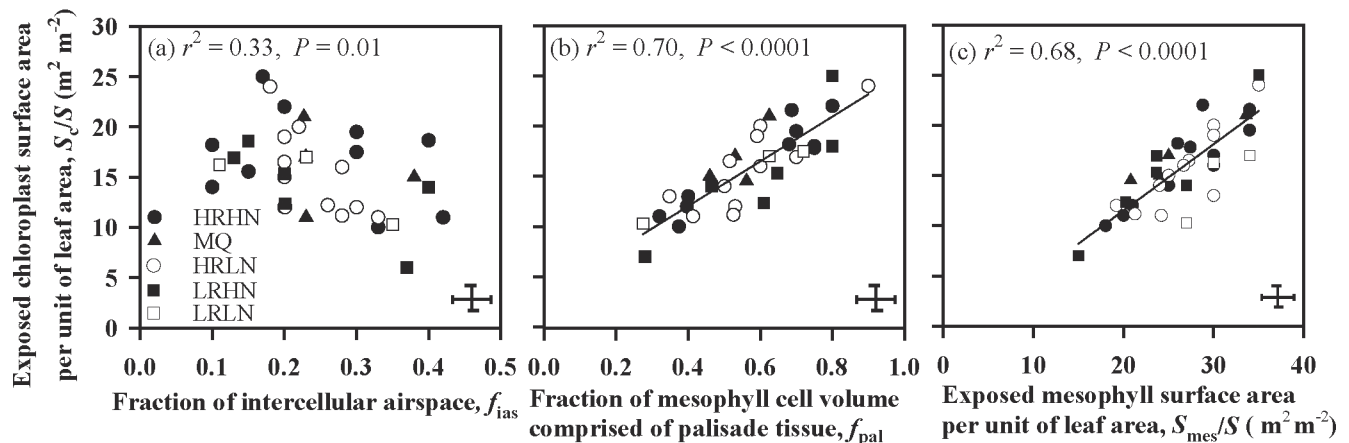 Exposed chloroplast surface area
per unit of leaf area, Sc/S (m² m⁻²)
30
25
20
15
10
5
0
(a) r² = 0.33, P = 0.01
HRHN
MQ
HRLN
LRHN
LRLN
0.0 0.1 0.2 0.3 0.4 0.5
Fraction of intercellular airspace, fias
(b) r² = 0.70, P < 0.0001
0.0 0.2 0.4 0.6 0.8 1.0
Fraction of mesophyll cell volume
comprised of palisade tissue, fpal
(c) r² = 0.68, P < 0.0001
0 10 20 30 40
Exposed mesophyll surface area
per unit of leaf area, Smes/S ( m² m⁻²)